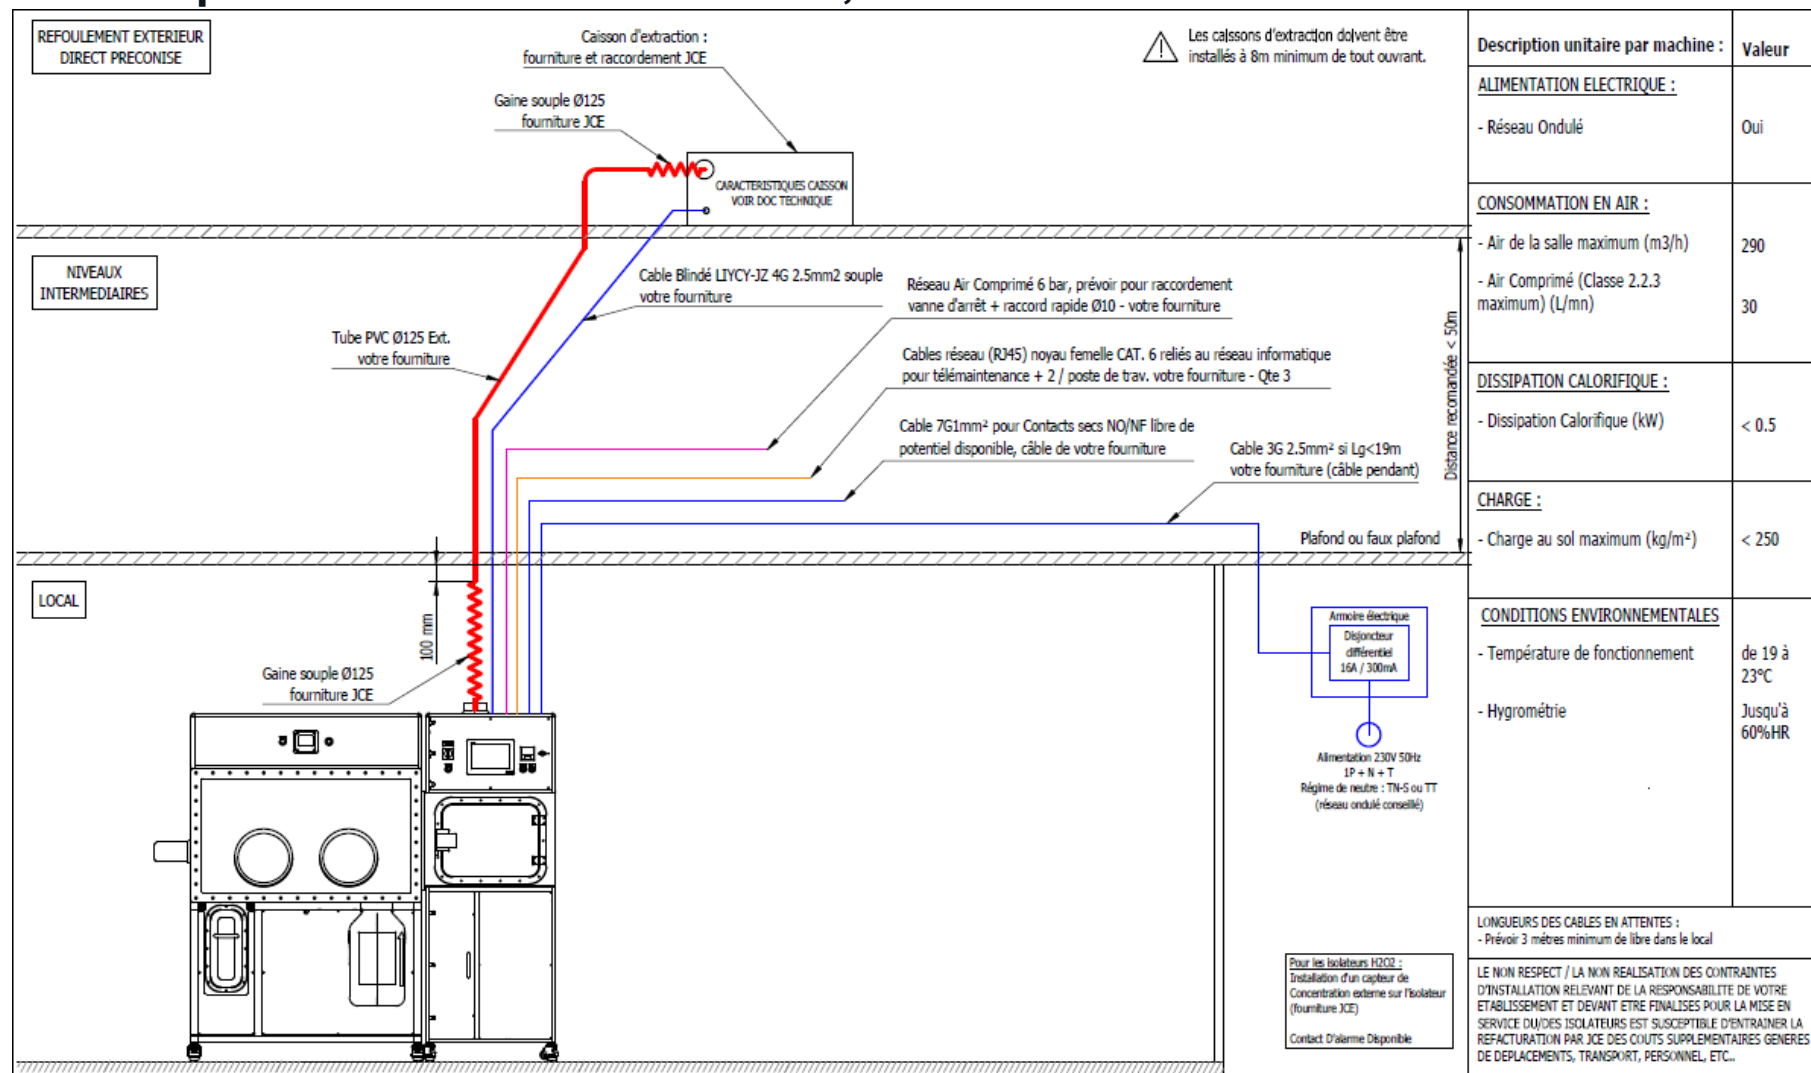 REFOULEMENT EXTERIEUR
DIRECT PRECONISE
Caisson d'extraction :
fourniture et raccordement JCE
Les caissons d'extraction doivent être
installés à 8m minimum de tout ouvrant.
Gaine souple Ø125
fourniture JCE
CARACTERISTIQUES CAISSON
VOIR DOC TECHNIQUE
NIVEAUX
INTERMEDIAIRES
Cable Blindé LIYCY-JZ 4G 2.5mm2 souple
votre fourniture
Réseau Air Comprimé 6 bar, prévoir pour raccordement
vanne d'arrêt + raccord rapide Ø10 - votre fourniture
Tube PVC Ø125 Ext.
votre fourniture
Cables réseau (RJ45) noyau femelle CAT. 6 reliés au réseau informatique
pour télémaintenance + 2 / poste de trav. votre fourniture - Qte 3
Cable 7G1mm² pour Contacts secs NO/NF libre de
potentiel disponible, câble de votre fourniture
Cable 3G 2.5mm² si Lg<19m
votre fourniture (câble pendant)
Distance recomandée < 50m
Plafond ou faux plafond
LOCAL
100 mm
Gaine souple Ø125
fourniture JCE
Armoire électrique
Disjoncteur
différentiel
16A / 300mA
Alimentation 230V 50Hz
1P + N + T
Régime de neutre : TN-S ou TT
(réseau ondulé conseillé)
Pour les isolateurs H2O2 :
Installation d'un capteur de
Concentration externe sur l'isolateur
(fourniture JCE)
Contact D'alarme Disponible
Description unitaire par machine : Valeur
ALIMENTATION ELECTRIQUE :
- Réseau Ondulé Oui
CONSOMMATION EN AIR :
- Air de la salle maximum (m3/h) 290
- Air Comprimé (Classe 2.2.3
maximum) (L/mn) 30
DISSIPATION CALORIFIQUE :
- Dissipation Calorifique (kW) < 0.5
CHARGE :
- Charge au sol maximum (kg/m²) < 250
CONDITIONS ENVIRONNEMENTALES
- Température de fonctionnement de 19 à
23°C
- Hygrométrie Jusqu'à
60%HR
LONGUEURS DES CABLES EN ATTENTES :
- Prévoir 3 mètres minimum de libre dans le local
LE NON RESPECT / LA NON REALISATION DES CONTRAINTES
D'INSTALLATION RELEVANT DE LA RESPONSABILITE DE VOTRE
ETABLISSEMENT ET DEVANT ETRE FINALISES POUR LA MISE EN
SERVICE DU/DES ISOLATEURS EST SUSCEPTIBLE D'ENTRAINER LA
REFACTURATION PAR JCE DES COUTS SUPPLEMENTAIRES GENERES
DE DEPLACEMENTS, TRANSPORT, PERSONNEL, ETC..